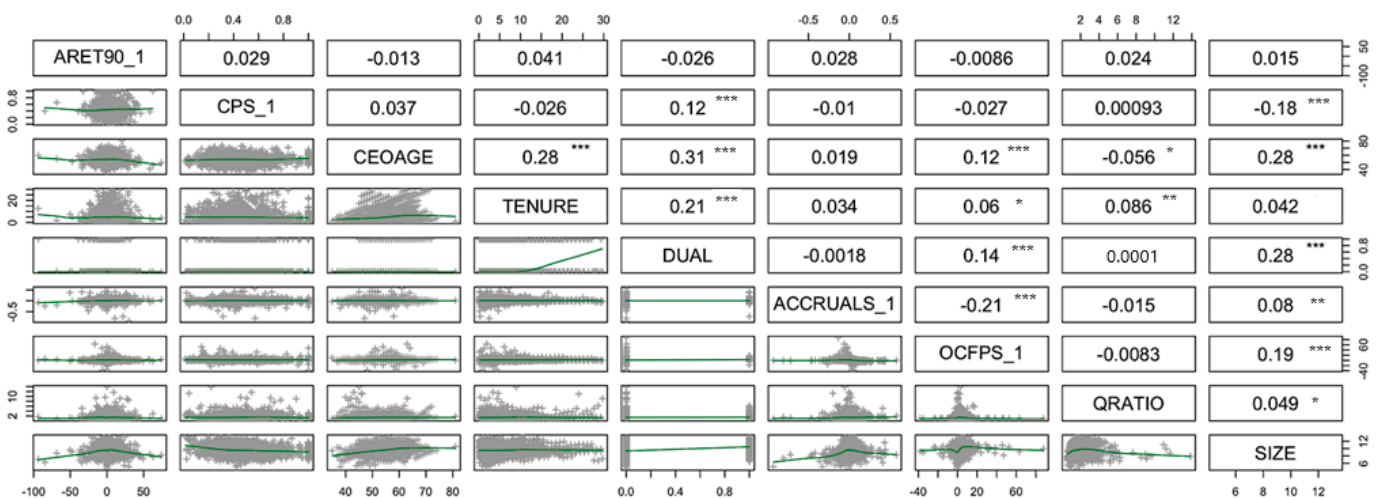 0.0 0.4 0.8 0 5 10 20 30 -0.5 0.0 0.5 2 4 6 8 12
ARET90_1 0.029 -0.013 0.041 -0.026 0.028 -0.0086 0.024 0.015 -100 50
0.0 0.8 CPS_1 0.037 -0.026 0.12 *** -0.01 -0.027 0.00093 -0.18 ***
CEOAGE 0.28 *** 0.31 *** 0.019 0.12 *** -0.056 * 0.28 *** 40 80
0 20 TENURE 0.21 *** 0.034 0.06 * 0.086 ** 0.042
DUAL -0.0018 0.14 *** 0.0001 0.28 *** 0.0 0.8
-0.5 ACCRUALS_1 -0.21 *** -0.015 0.08 **
OCFPS_1 -0.0083 0.19 *** -40 60
2 10 QRATIO 0.049 *
SIZE 6 12
-100 -50 0 50 40 50 60 70 80 0.0 0.4 0.8 -40 0 20 60 6 8 10 12